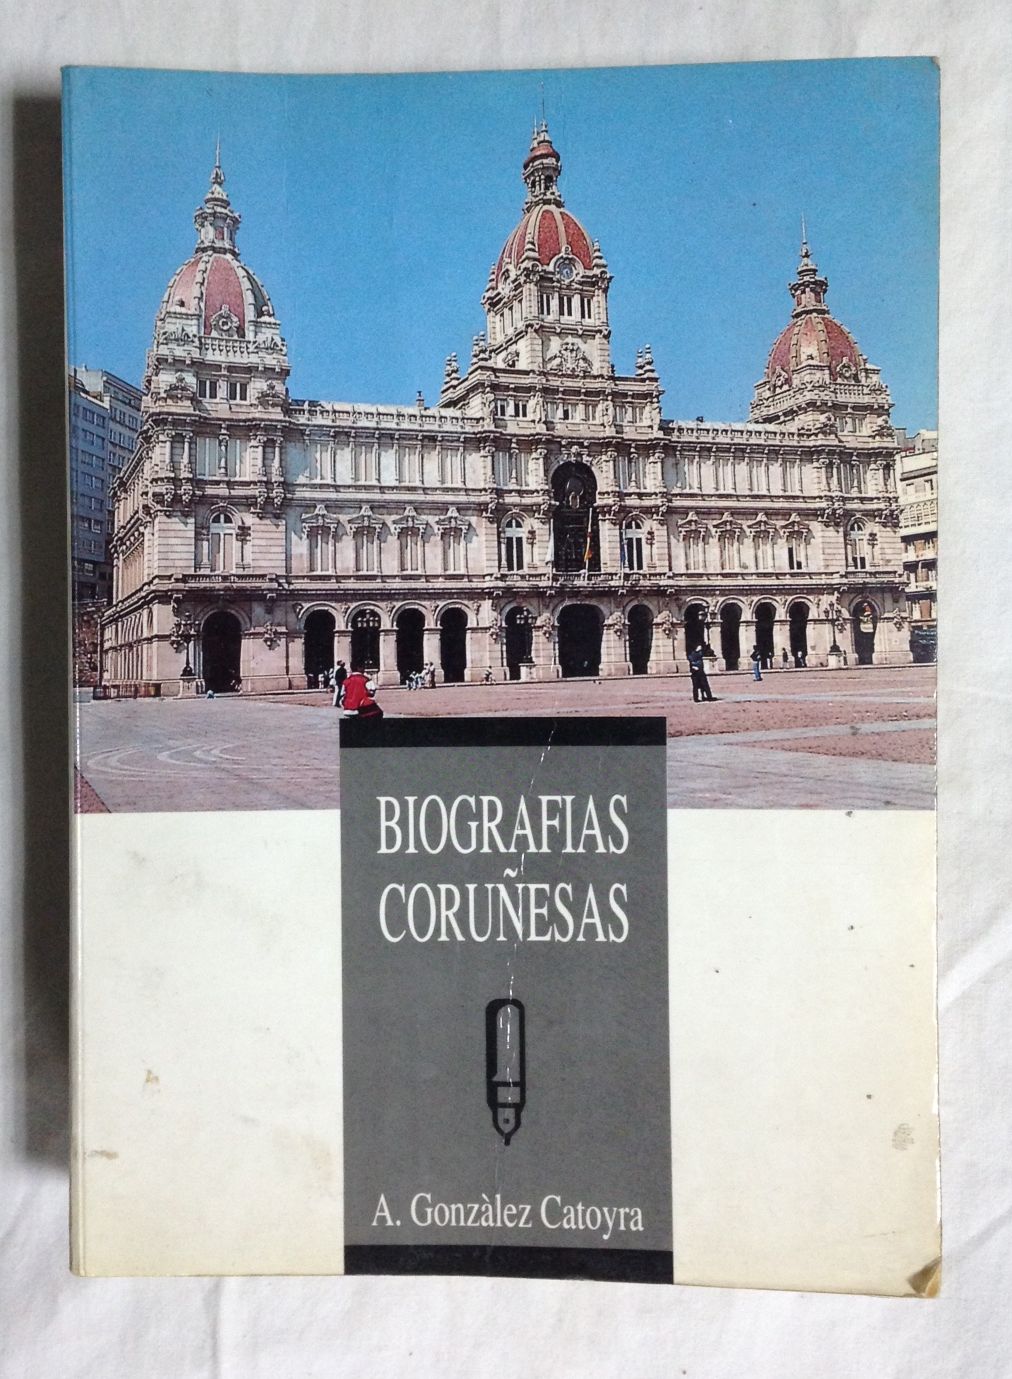 BIOGRAFIAS
CORUÑESAS
A. Gonzàlez Catoyra